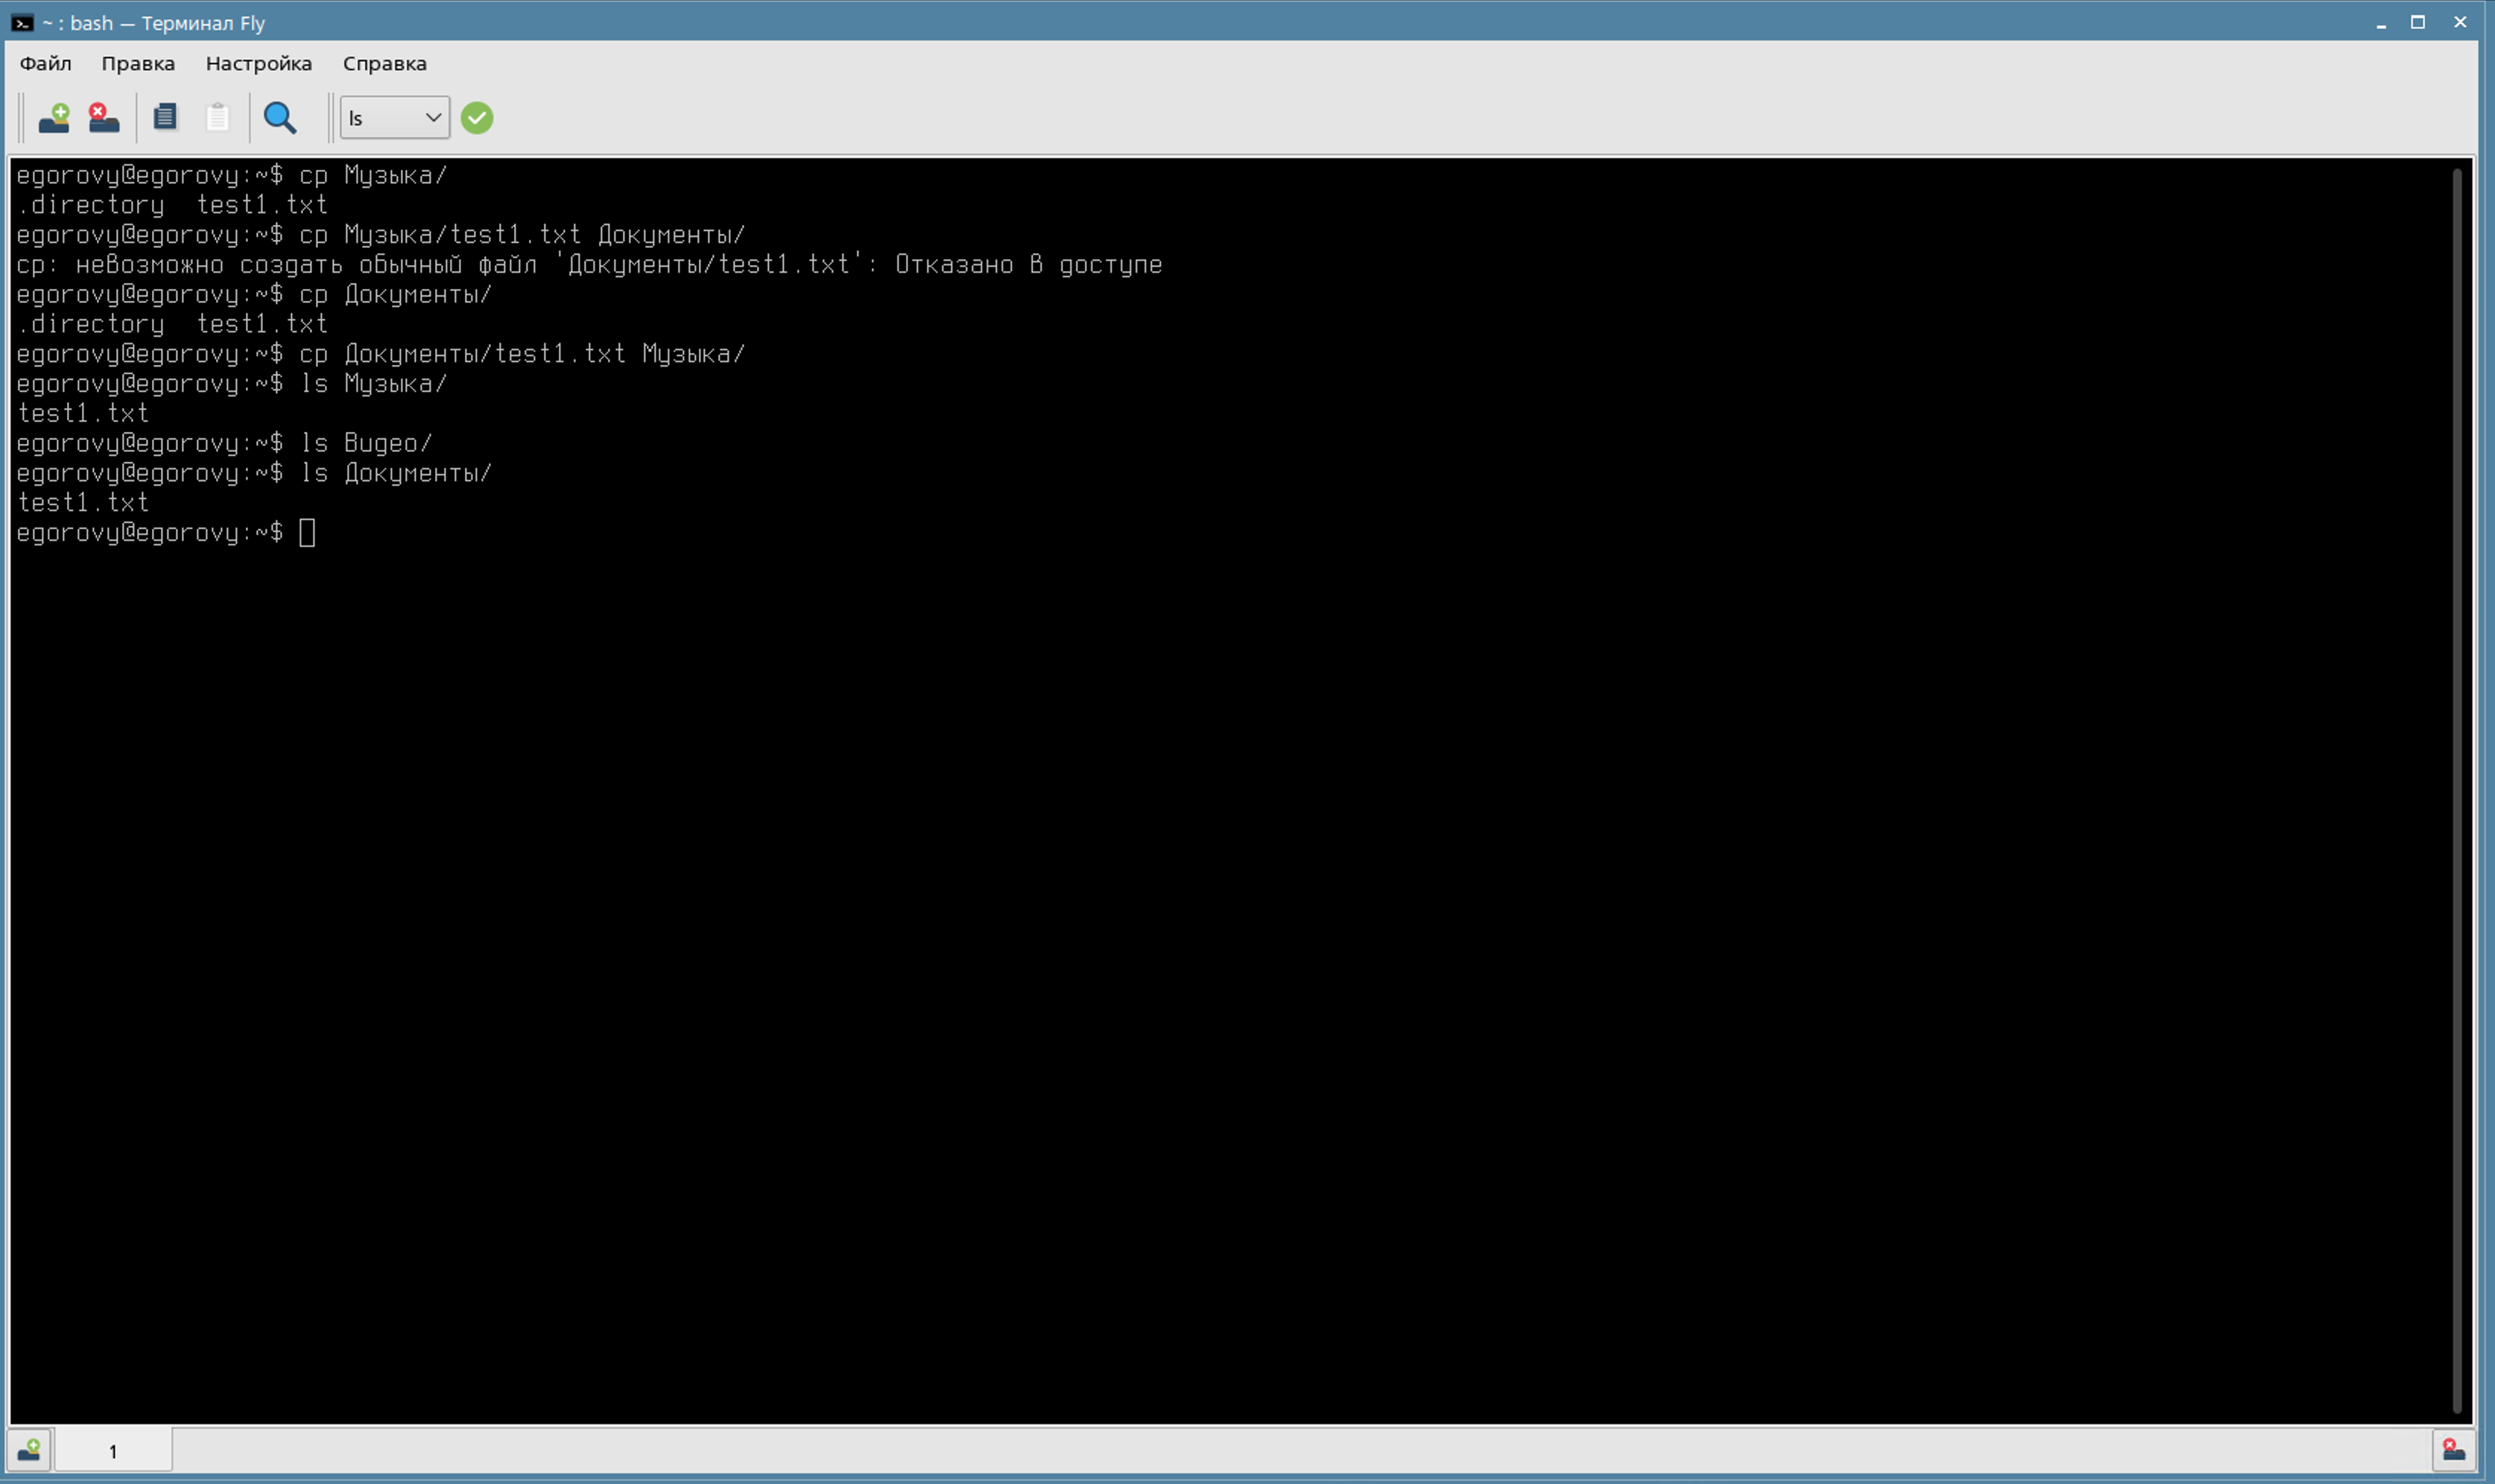 ~ : bash — Терминал Fly
Файл Правка Настройка Справка
ls
egorovy@egorovy:~$ cp Музыка/
.directory  test1.txt
egorovy@egorovy:~$ cp Музыка/test1.txt Документы/
cp: невозможно создать обычный файл 'Документы/test1.txt': Отказано в доступе
egorovy@egorovy:~$ cp Документы/
.directory  test1.txt
egorovy@egorovy:~$ cp Документы/test1.txt Музыка/
egorovy@egorovy:~$ ls Музыка/
test1.txt
egorovy@egorovy:~$ ls Видео/
egorovy@egorovy:~$ ls Документы/
test1.txt
egorovy@egorovy:~$
1